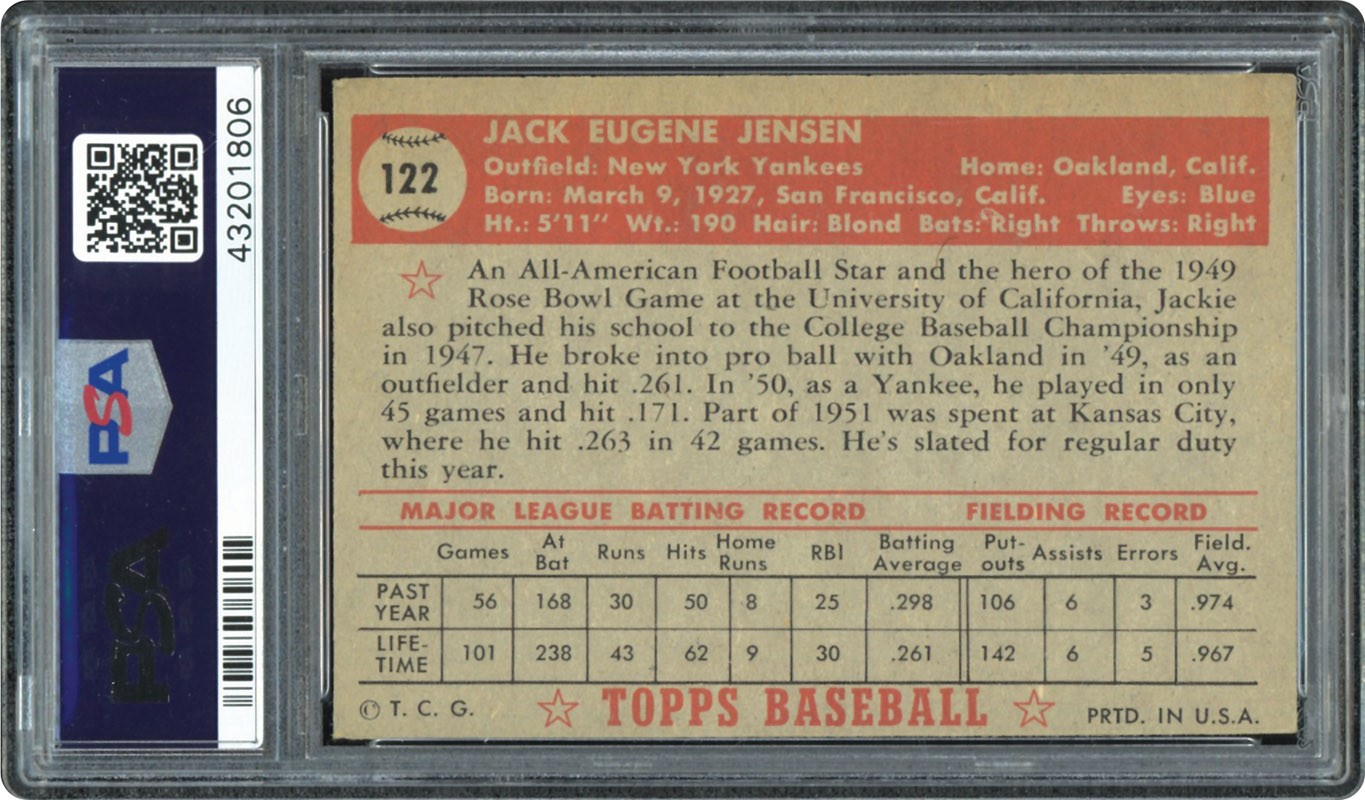 43201806
PSA
PSA
122
JACK EUGENE JENSEN
Outfield: New York Yankees Home: Oakland, Calif.
Born: March 9, 1927, San Francisco, Calif. Eyes: Blue
Ht.: 5'11" Wt.: 190 Hair: Blond Bats: Right Throws: Right
An All-American Football Star and the hero of the 1949
Rose Bowl Game at the University of California, Jackie
also pitched his school to the College Baseball Championship
in 1947. He broke into pro ball with Oakland in '49, as an
outfielder and hit .261. In '50, as a Yankee, he played in only
45 games and hit .171. Part of 1951 was spent at Kansas City,
where he hit .263 in 42 games. He's slated for regular duty
this year.
MAJOR LEAGUE BATTING RECORD FIELDING RECORD
Games At Bat Runs Hits Home Runs RBI Batting Average Put-outs Assists Errors Field. Avg.
PAST YEAR 56 168 30 50 8 25 .298 106 6 3 .974
LIFE-TIME 101 238 43 62 9 30 .261 142 6 5 .967
© T. C. G. ☆ TOPPS BASEBALL ☆ PRTD. IN U.S.A.